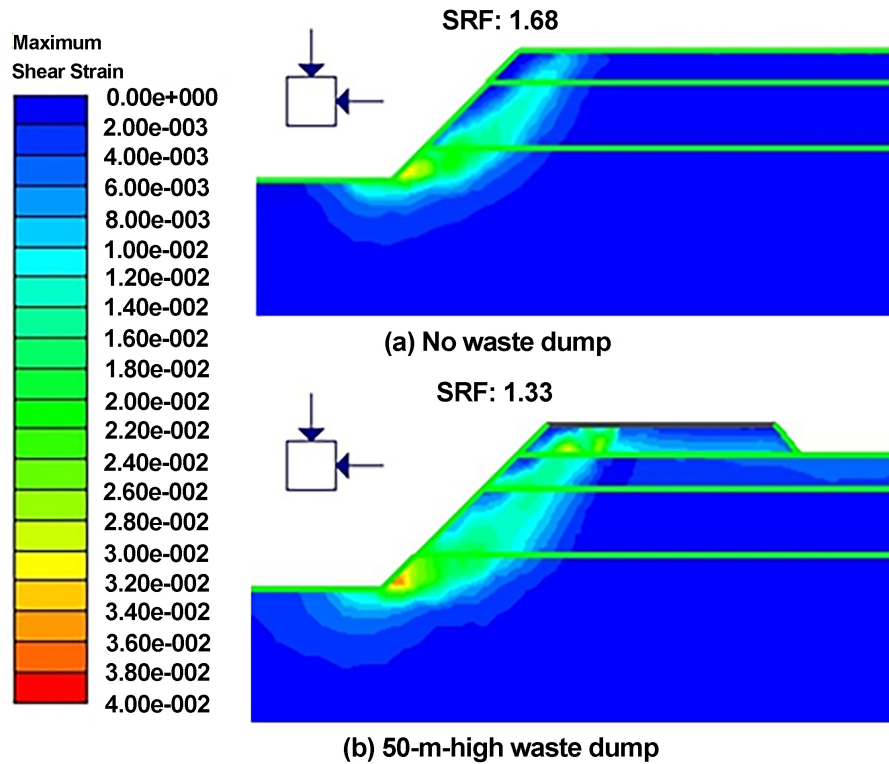 SRF: 1.68
Maximum
Shear Strain
0.00e+000
2.00e-003
4.00e-003
6.00e-003
8.00e-003
1.00e-002
1.20e-002
1.40e-002
1.60e-002
1.80e-002
2.00e-002
2.20e-002
2.40e-002
2.60e-002
2.80e-002
3.00e-002
3.20e-002
3.40e-002
3.60e-002
3.80e-002
4.00e-002
(a) No waste dump
SRF: 1.33
(b) 50-m-high waste dump